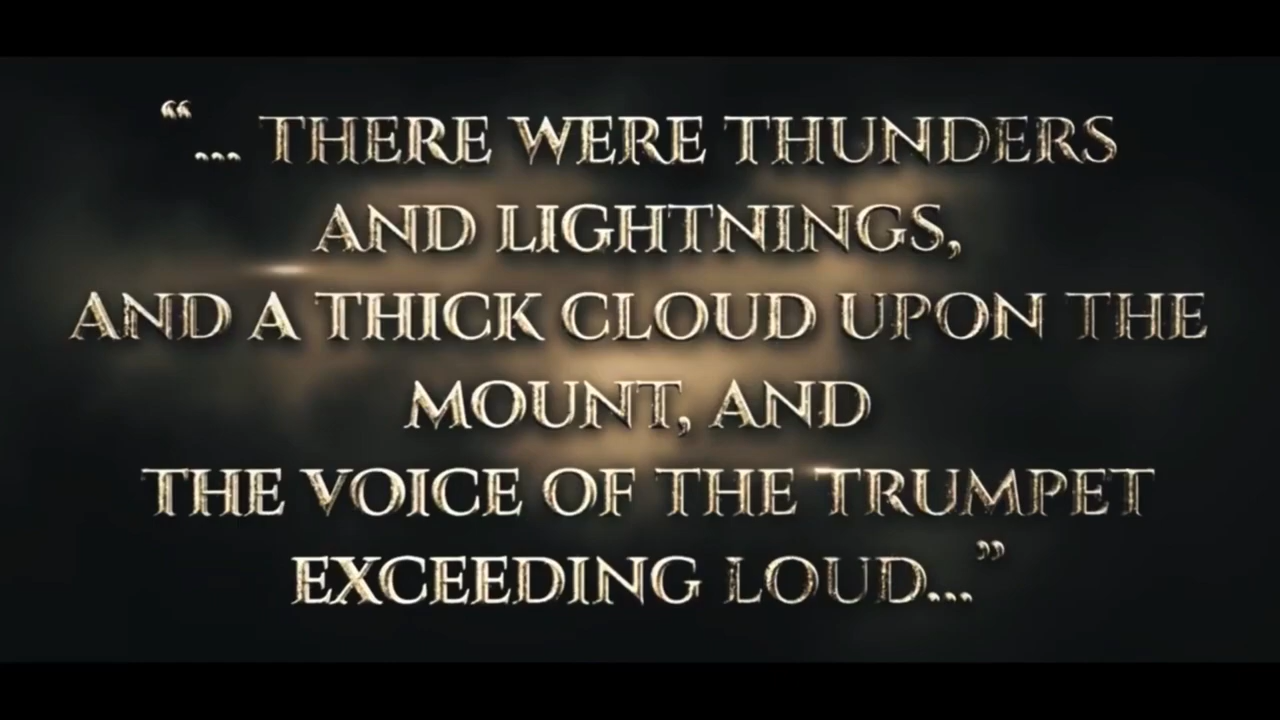 “... THERE WERE THUNDERS
AND LIGHTNINGS,
AND A THICK CLOUD UPON THE
MOUNT, AND
THE VOICE OF THE TRUMPET
EXCEEDING LOUD...”